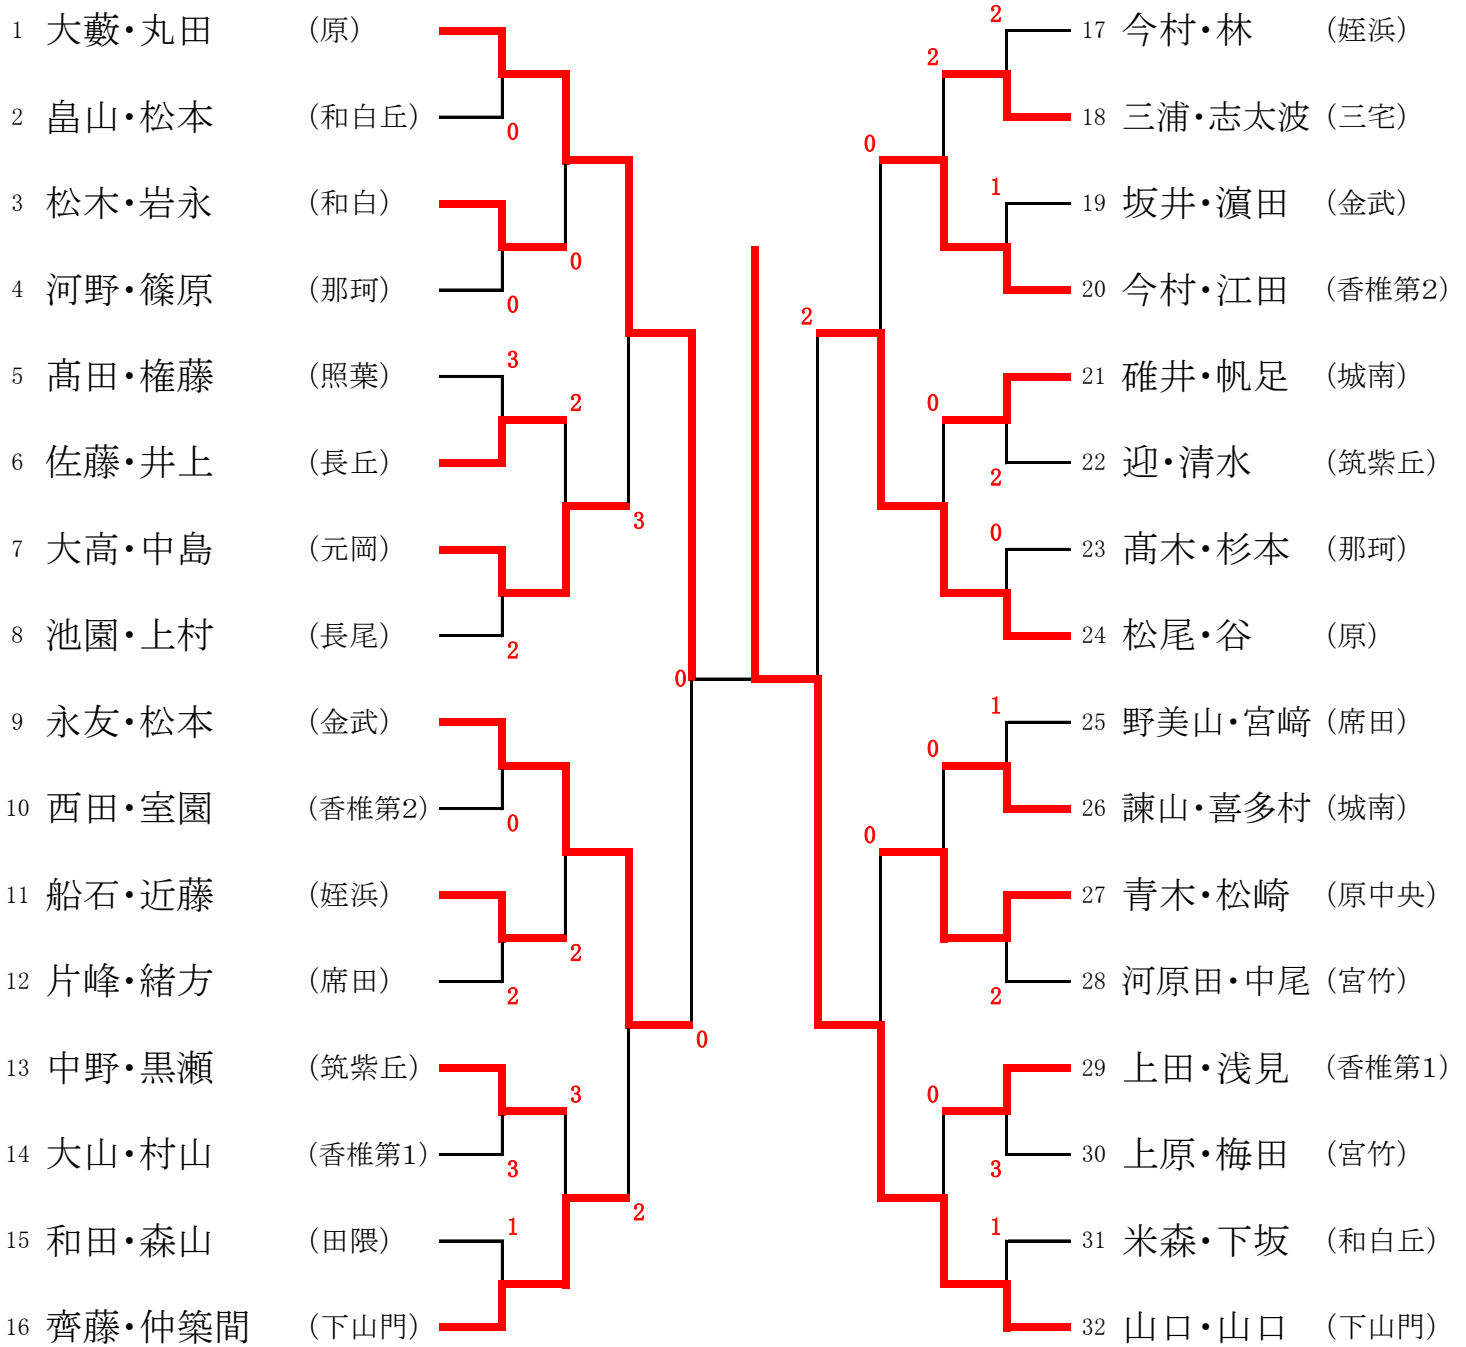 1 大藪・丸田 (原)
2 畠山・松本 (和白丘)
0
3 松木・岩永 (和白)
0
4 河野・篠原 (那珂)
0
5 髙田・権藤 (照葉)
3
2
6 佐藤・井上 (長丘)
3
7 大高・中島 (元岡)
8 池園・上村 (長尾)
2
0
9 永友・松本 (金武)
10 西田・室園 (香椎第2)
0
11 船石・近藤 (姪浜)
2
12 片峰・緒方 (席田)
2
0
13 中野・黒瀬 (筑紫丘)
3
14 大山・村山 (香椎第1)
3
2
15 和田・森山 (田隈)
1
16 齊藤・仲築間 (下山門)
2
17 今村・林 (姪浜)
2
18 三浦・志太波 (三宅)
0
1
19 坂井・濵田 (金武)
20 今村・江田 (香椎第2)
2
21 碓井・帆足 (城南)
0
22 迎・清水 (筑紫丘)
2
0
23 髙木・杉本 (那珂)
24 松尾・谷 (原)
1
25 野美山・宮﨑 (席田)
0
26 諫山・喜多村 (城南)
0
27 青木・松崎 (原中央)
28 河原田・中尾 (宮竹)
2
29 上田・浅見 (香椎第1)
0
30 上原・梅田 (宮竹)
3
1
31 米森・下坂 (和白丘)
32 山口・山口 (下山門)